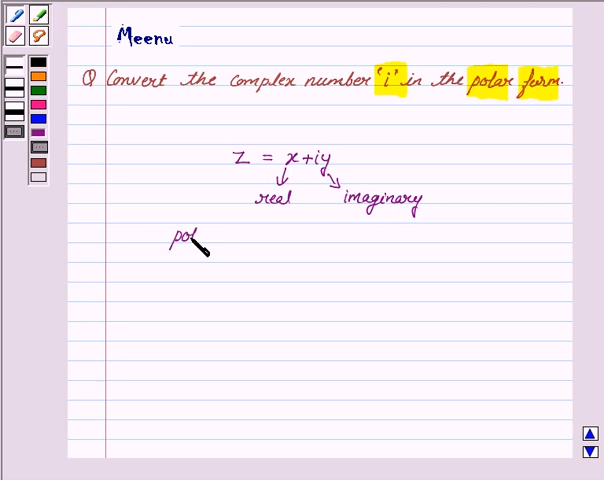 Meenu
Q Convert the complex number 'i' in the polar form.
Z = x+iy
real imaginary
pol